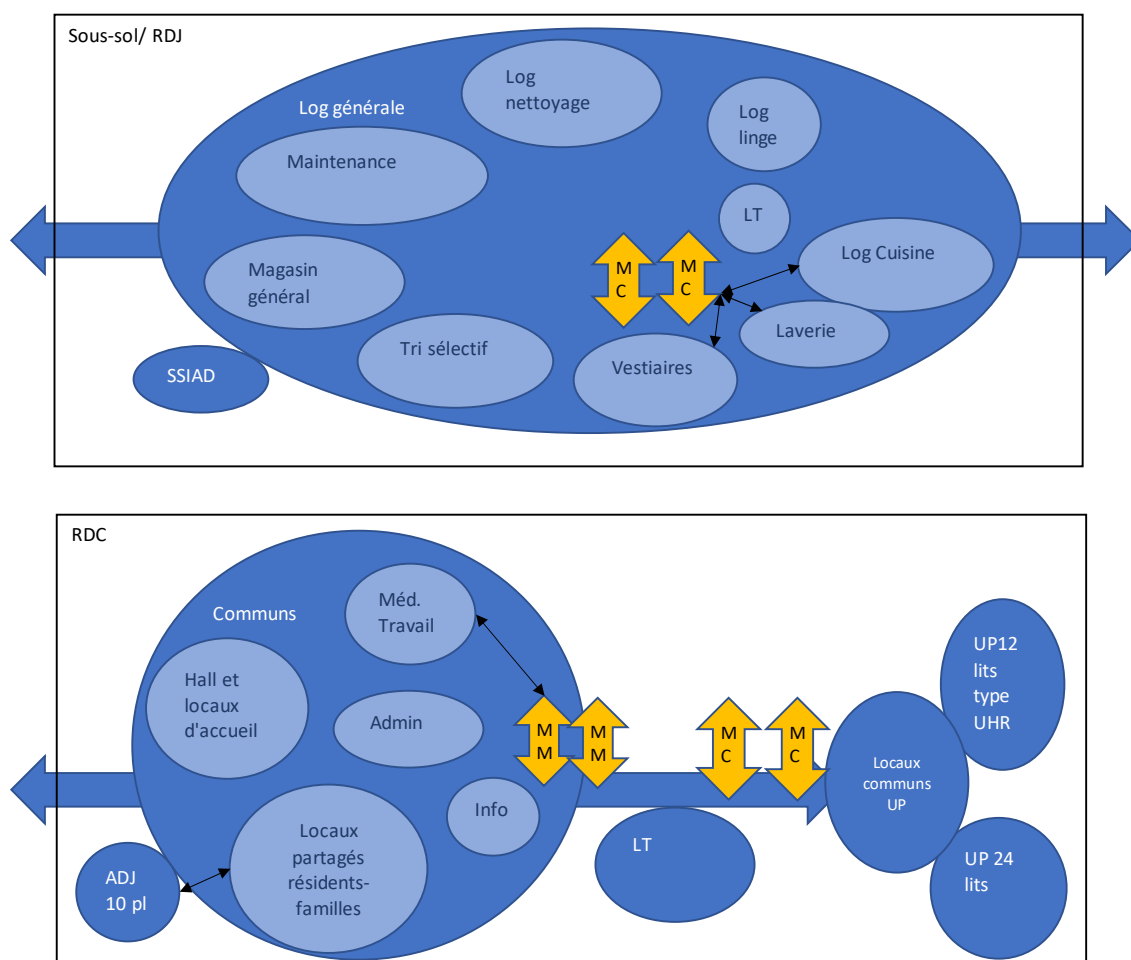 Sous-sol/ RDJ
Log
nettoyage
Log générale
Log
linge
Maintenance
LT
M
C
M
C
Log Cuisine
Magasin
général
Laverie
Tri sélectif
Vestiaires
SSIAD
RDC
Méd.
Travail
Communs
UP12
lits
type
UHR
Hall et
locaux
d'accueil
Admin
M
M
M
M
M
C
M
C
Locaux
communs
UP
Info
Locaux
partagés
résidents-
familles
LT
ADJ
10 pl
UP 24
lits